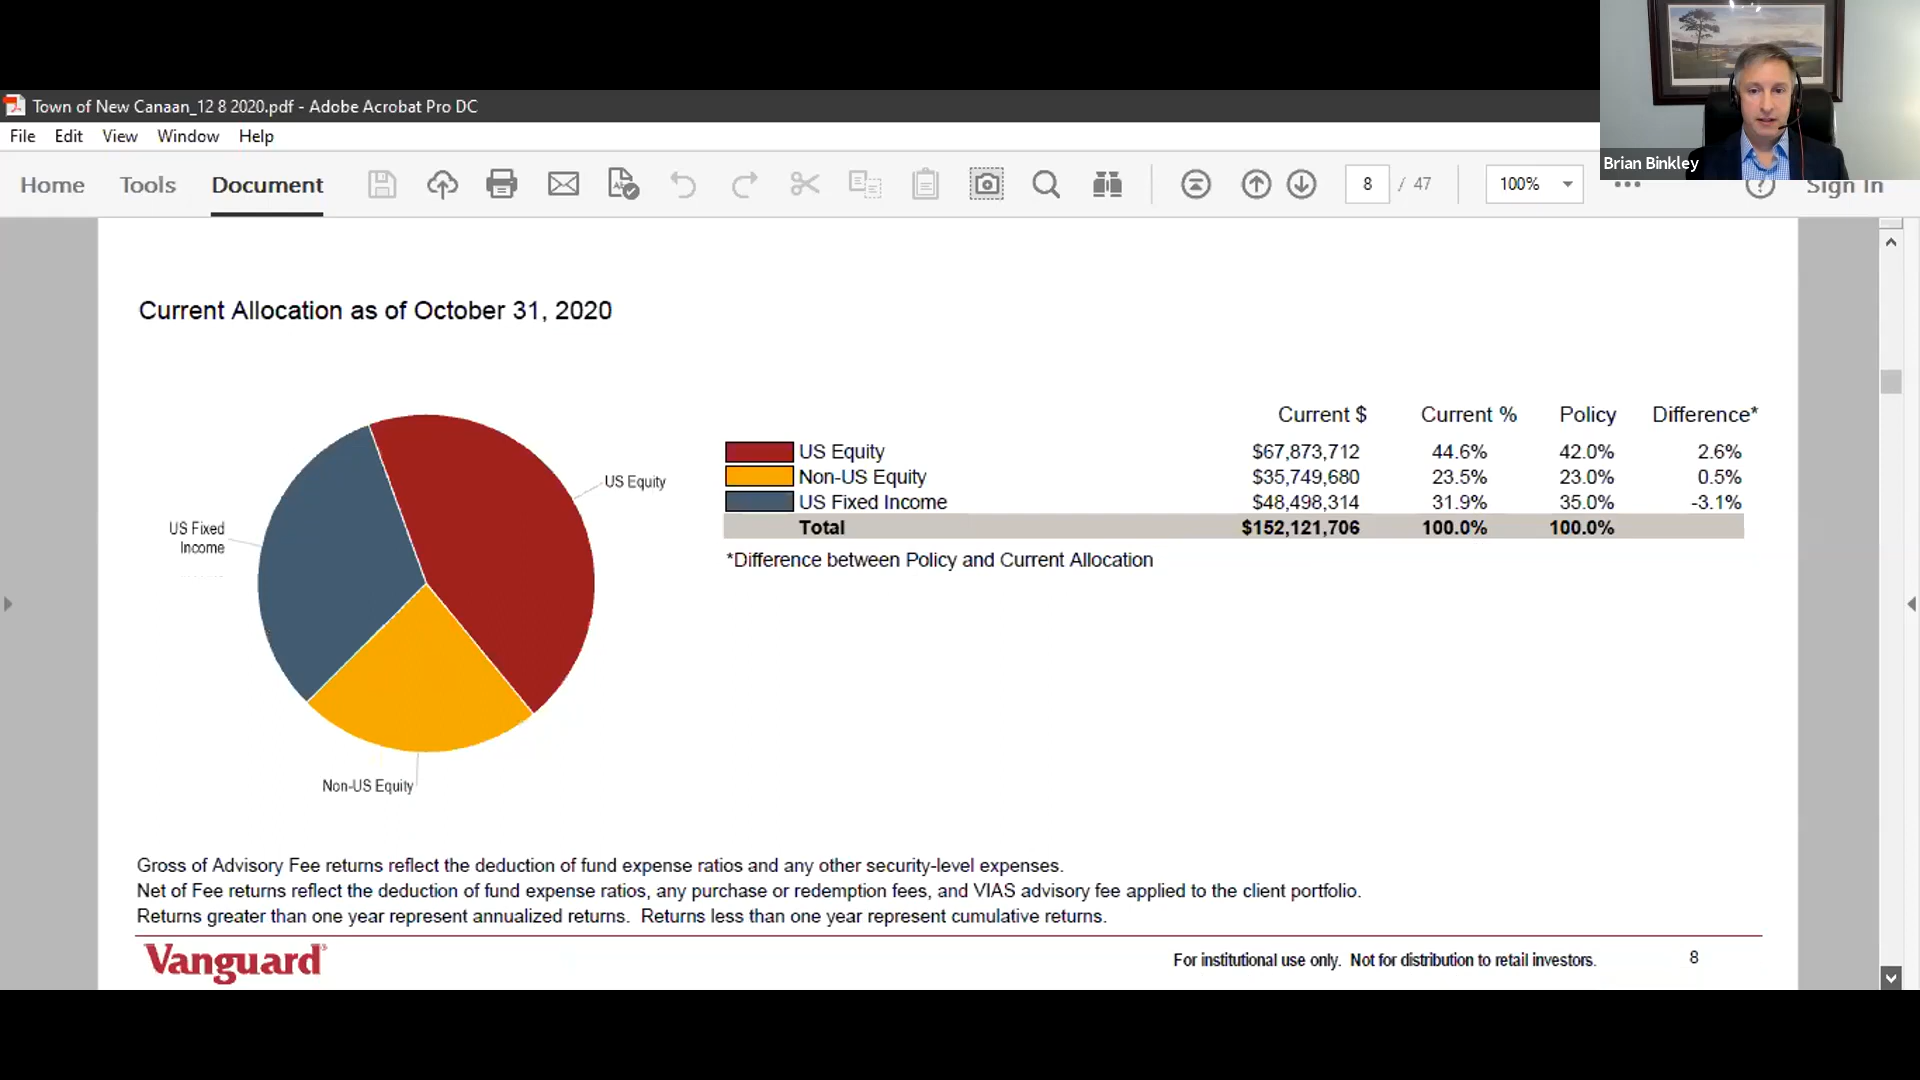 Town of New Canaan_12 8 2020.pdf - Adobe Acrobat Pro DC
File Edit View Window Help
Brian Binkley
Home Tools Document 8 / 47 100% Sign In
Current Allocation as of October 31, 2020
Current $ Current % Policy Difference*
US Equity $67,873,712 44.6% 42.0% 2.6%
Non-US Equity $35,749,680 23.5% 23.0% 0.5%
US Fixed Income $48,498,314 31.9% 35.0% -3.1%
Total $152,121,706 100.0% 100.0%
*Difference between Policy and Current Allocation
US Equity
US Fixed
Income
Non-US Equity
Gross of Advisory Fee returns reflect the deduction of fund expense ratios and any other security-level expenses.
Net of Fee returns reflect the deduction of fund expense ratios, any purchase or redemption fees, and VIAS advisory fee applied to the client portfolio.
Returns greater than one year represent annualized returns. Returns less than one year represent cumulative returns.
Vanguard®
For institutional use only. Not for distribution to retail investors. 8